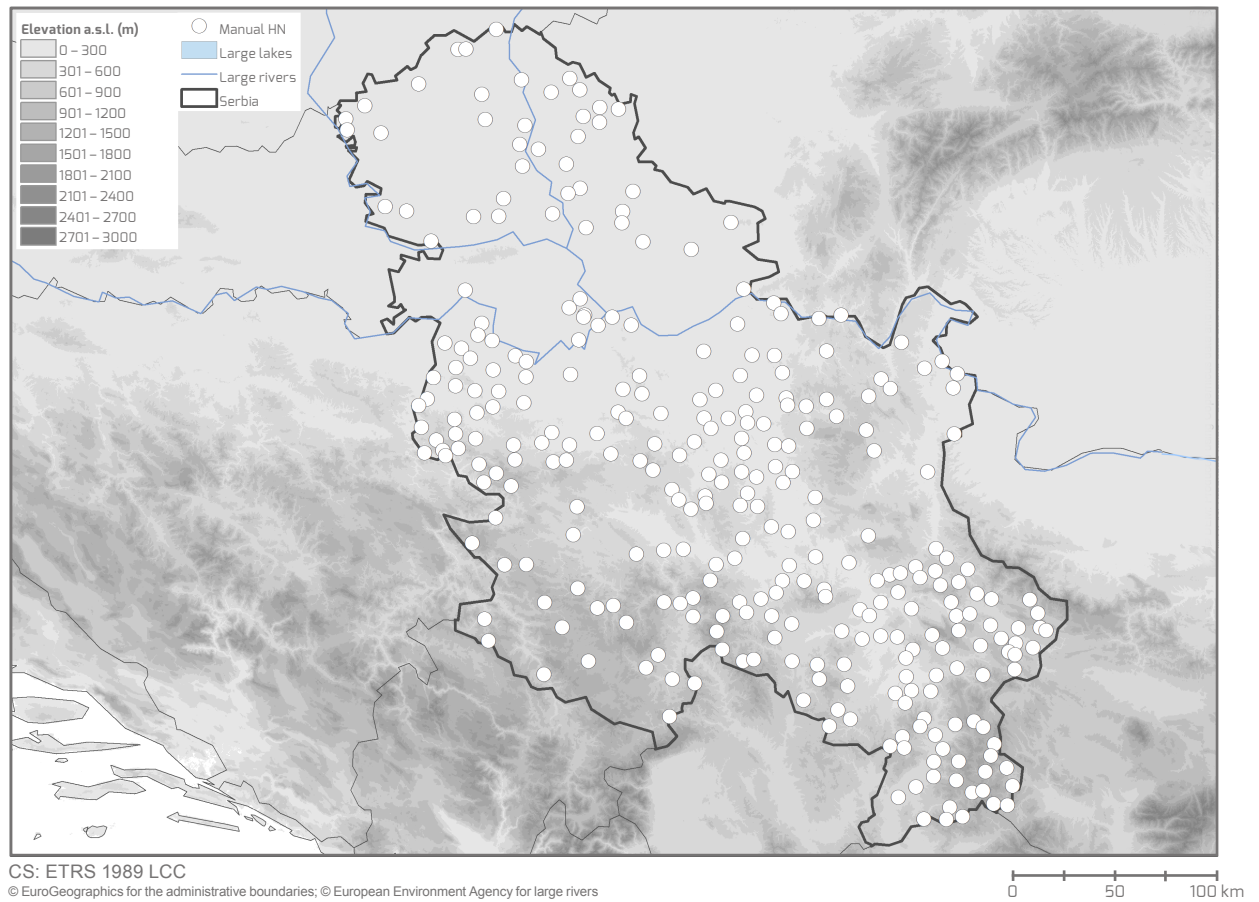 Elevation a.s.l. (m)
0 – 300
301 – 600
601 – 900
901 – 1200
1201 – 1500
1501 – 1800
1801 – 2100
2101 – 2400
2401 – 2700
2701 – 3000
Manual HN
Large lakes
Large rivers
Serbia
CS: ETRS 1989 LCC
© EuroGeographics for the administrative boundaries; © European Environment Agency for large rivers
0 50 100 km